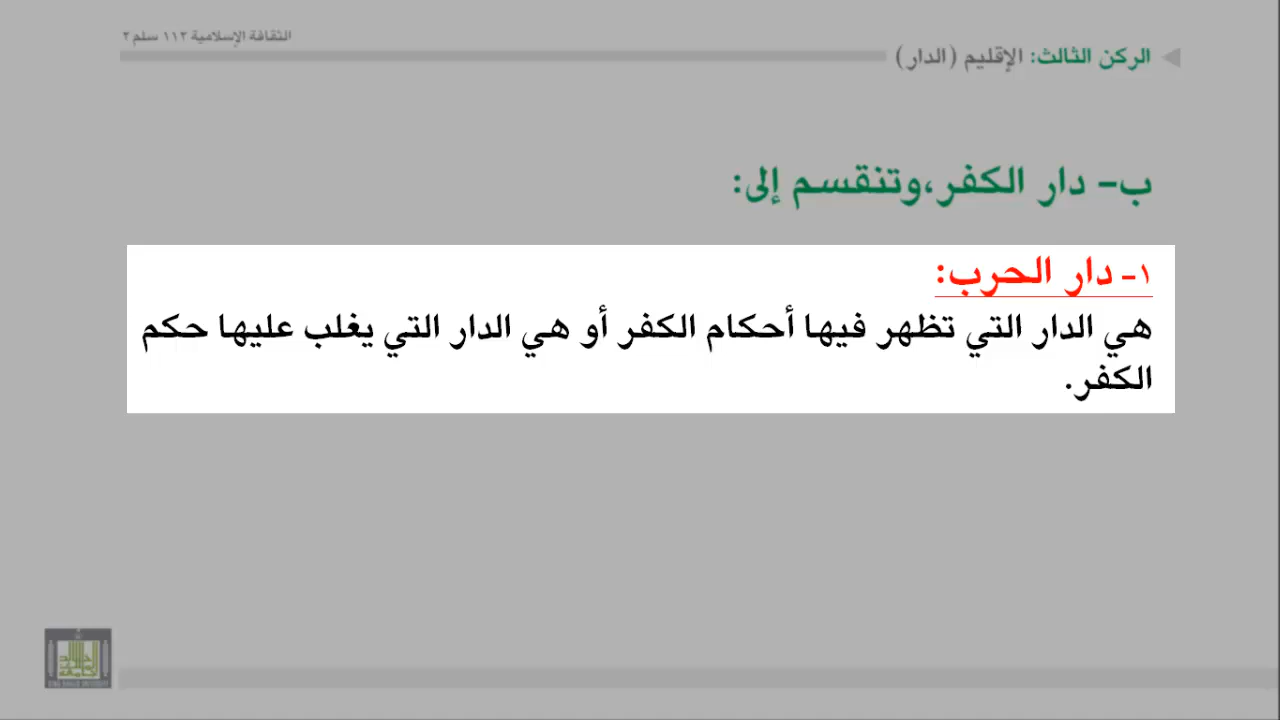 الثقافة الإسلامية ١١٢ سلم ٢
الركن الثالث: الإقليم (الدار)
ب- دار الكفر،وتنقسم إلى:
١- دار الحرب:
هي الدار التي تظهر فيها أحكام الكفر أو هي الدار التي يغلب عليها حكم
الكفر.